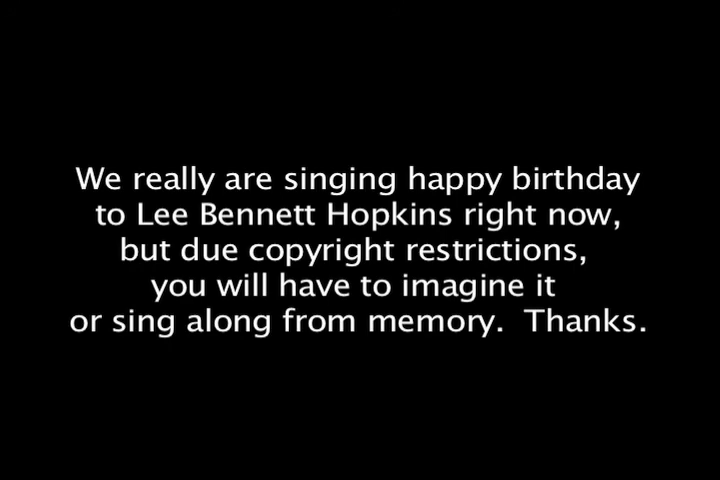 We really are singing happy birthday
to Lee Bennett Hopkins right now,
but due copyright restrictions,
you will have to imagine it
or sing along from memory.  Thanks.